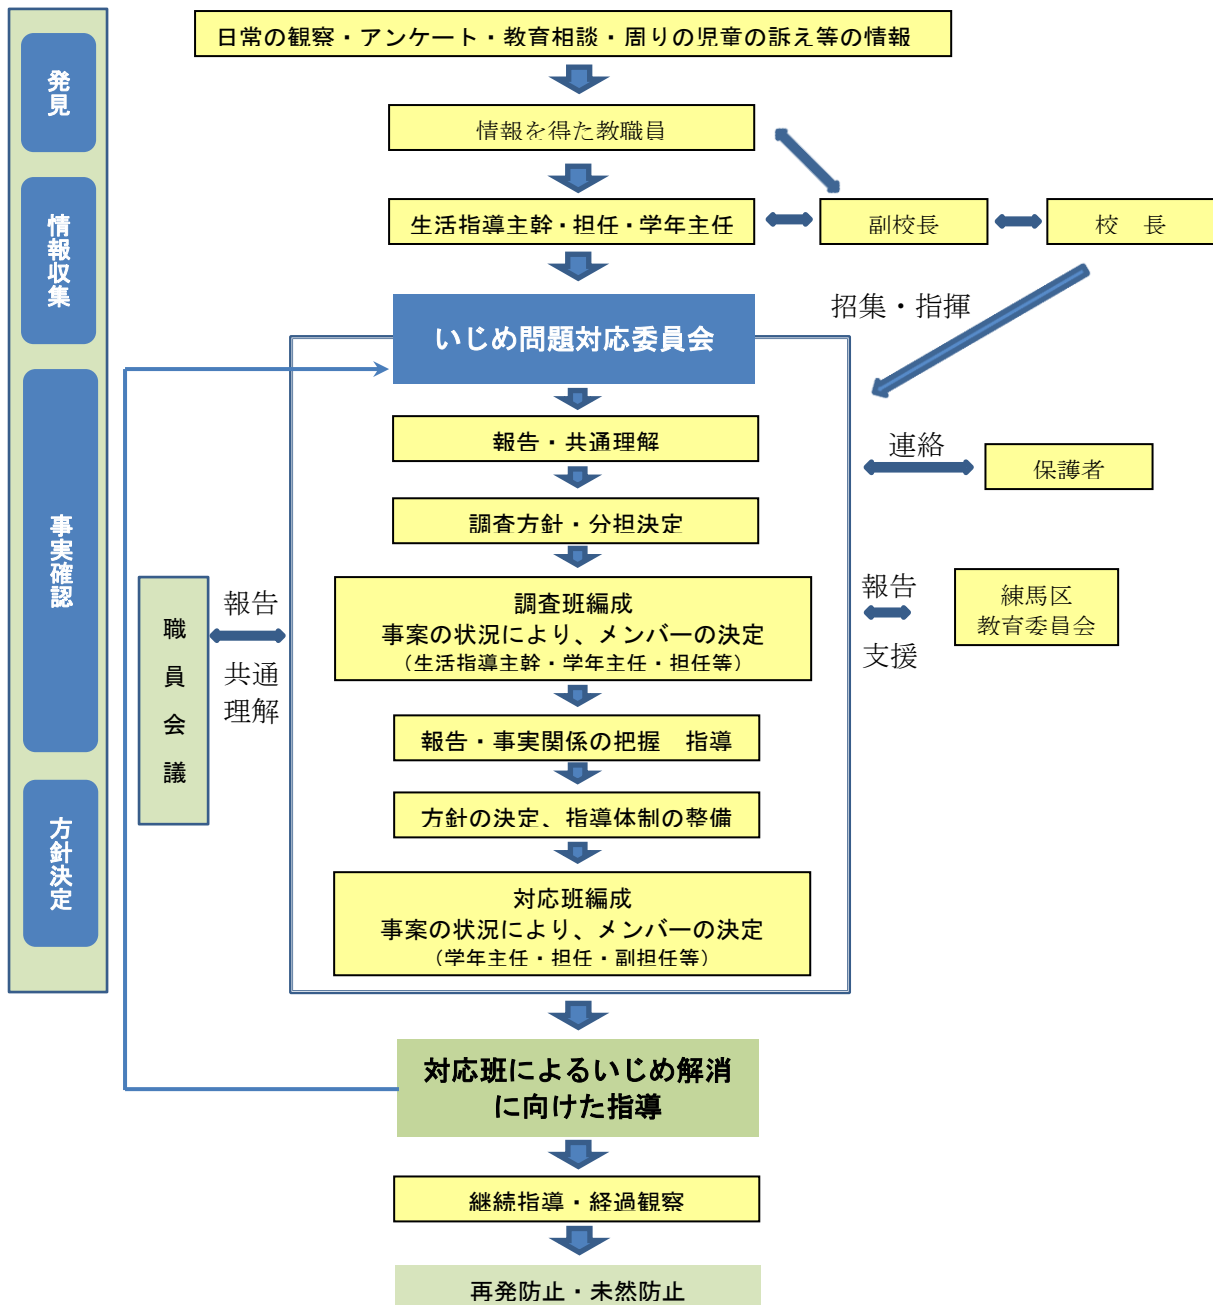 発見
情報収集
事実確認
方針決定
日常の観察・アンケート・教育相談・周りの児童の訴え等の情報
情報を得た教職員
生活指導主幹・担任・学年主任
副校長
校　長
招集・指揮
いじめ問題対応委員会
報告・共通理解
連絡
保護者
調査方針・分担決定
調査班編成
事案の状況により、メンバーの決定
（生活指導主幹・学年主任・担任等）
報告
支援
練馬区
教育委員会
職員会議
報告
共通
理解
報告・事実関係の把握　指導
方針の決定、指導体制の整備
対応班編成
事案の状況により、メンバーの決定
（学年主任・担任・副担任等）
対応班によるいじめ解消
に向けた指導
継続指導・経過観察
再発防止・未然防止